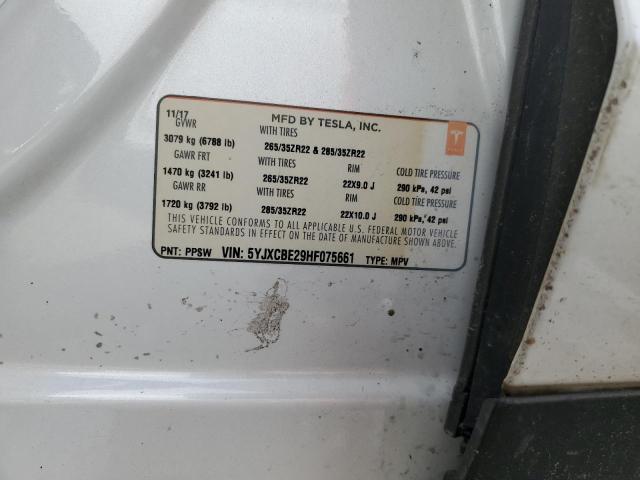 11/17 MFD BY TESLA, INC.
GVWR WITH TIRES
3079 kg (6788 lb) 265/35ZR22 & 285/35ZR22
GAWR FRT WITH TIRES RIM COLD TIRE PRESSURE
1470 kg (3241 lb) 265/35ZR22 22X9.0 J 290 kPa, 42 psi
GAWR RR WITH TIRES RIM COLD TIRE PRESSURE
1720 kg (3792 lb) 285/35ZR22 22X10.0 J 290 kPa, 42 psi
THIS VEHICLE CONFORMS TO ALL APPLICABLE U.S. FEDERAL MOTOR VEHICLE
SAFETY STANDARDS IN EFFECT ON THE DATE OF MANUFACTURE SHOWN ABOVE.
PNT: PPSW VIN: 5YJXCBE29HF075661 TYPE: MPV